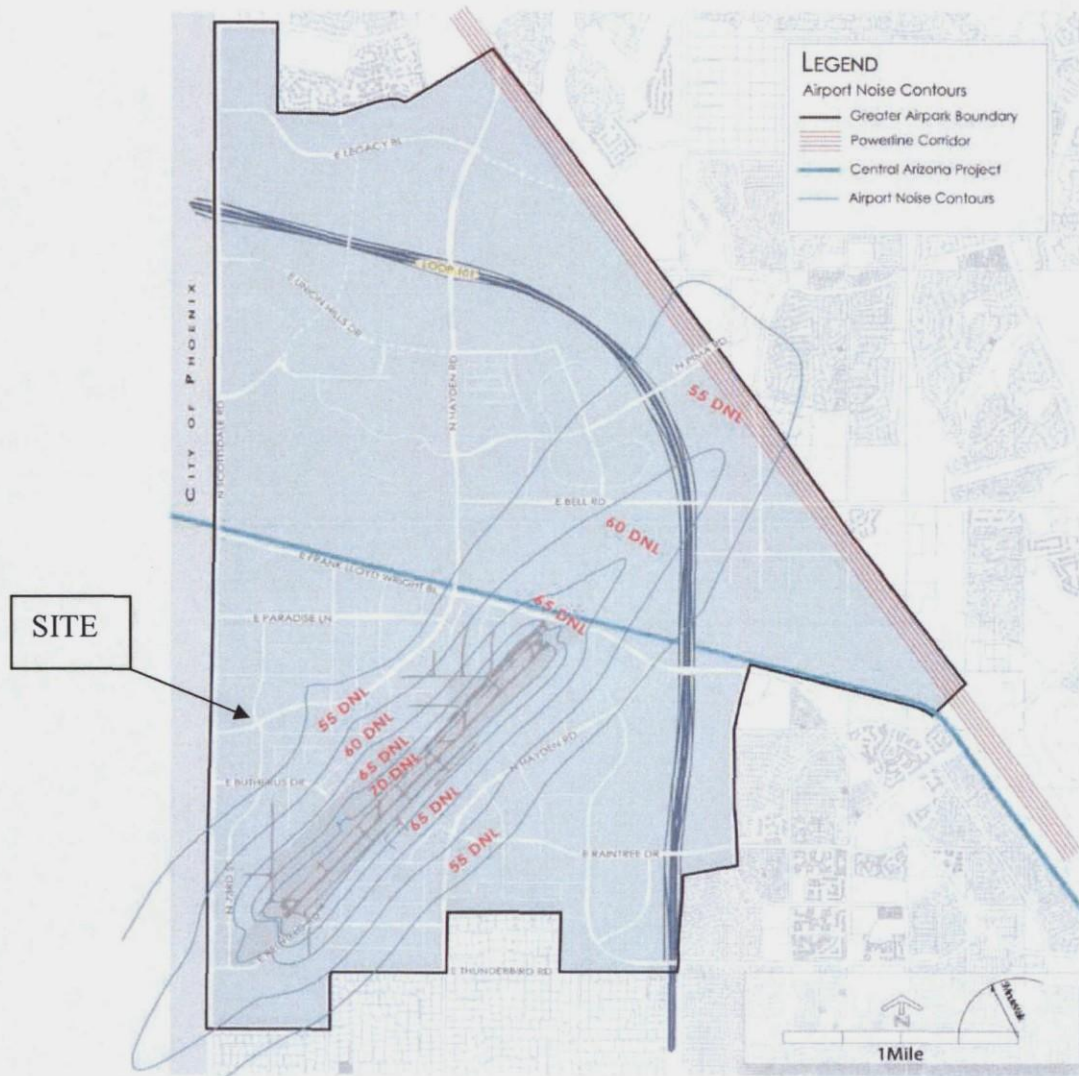 LEGEND
Airport Noise Contours
Greater Airpark Boundary
Powerline Corridor
Central Arizona Project
Airport Noise Contours
E LEGACY BL
LOOP 101
E UNION HILLS DR
CITY OF PHOENIX
N SCOTTSDALE RD
N HAYDEN RD
N PIMA RD
55 DNL
E BELL RD
60 DNL
E FRANK LLOYD WRIGHT BL
65 DNL
SITE
E PARADISE LN
55 DNL
60 DNL
65 DNL
70 DNL
N HAYDEN RD
E BUTHERUS DR
65 DNL
55 DNL
E RAINTREE DR
N 73RD ST
E THUNDERBIRD RD
N
1Mile